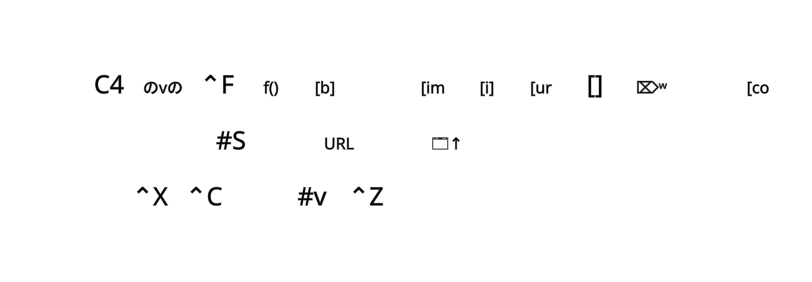 C4 のvの ^F f() [b] [im [i] [ur [] ⌦ʷ [co
#S URL 🗔↑
^X ^C #v ^Z